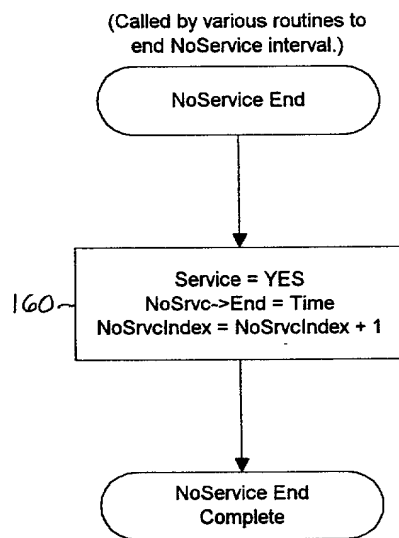 (Called by various routines to
end NoService interval.)
NoService End
Service = YES
NoSrvc->End = Time
NoSrvcIndex = NoSrvcIndex + 1
160
NoService End
Complete